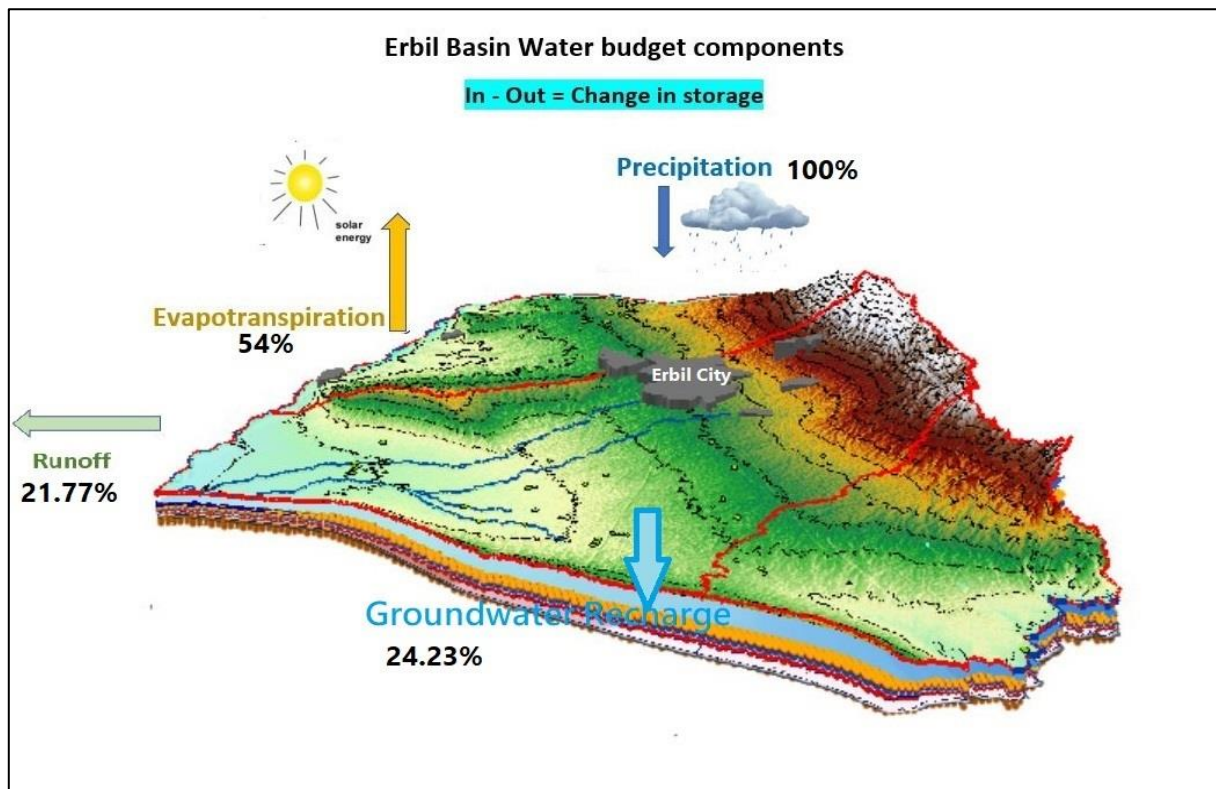 Erbil Basin Water budget components
In - Out = Change in storage
Precipitation 100%
solar
energy
Evapotranspiration
54%
Erbil City
Runoff
21.77%
Groundwater Recharge
24.23%